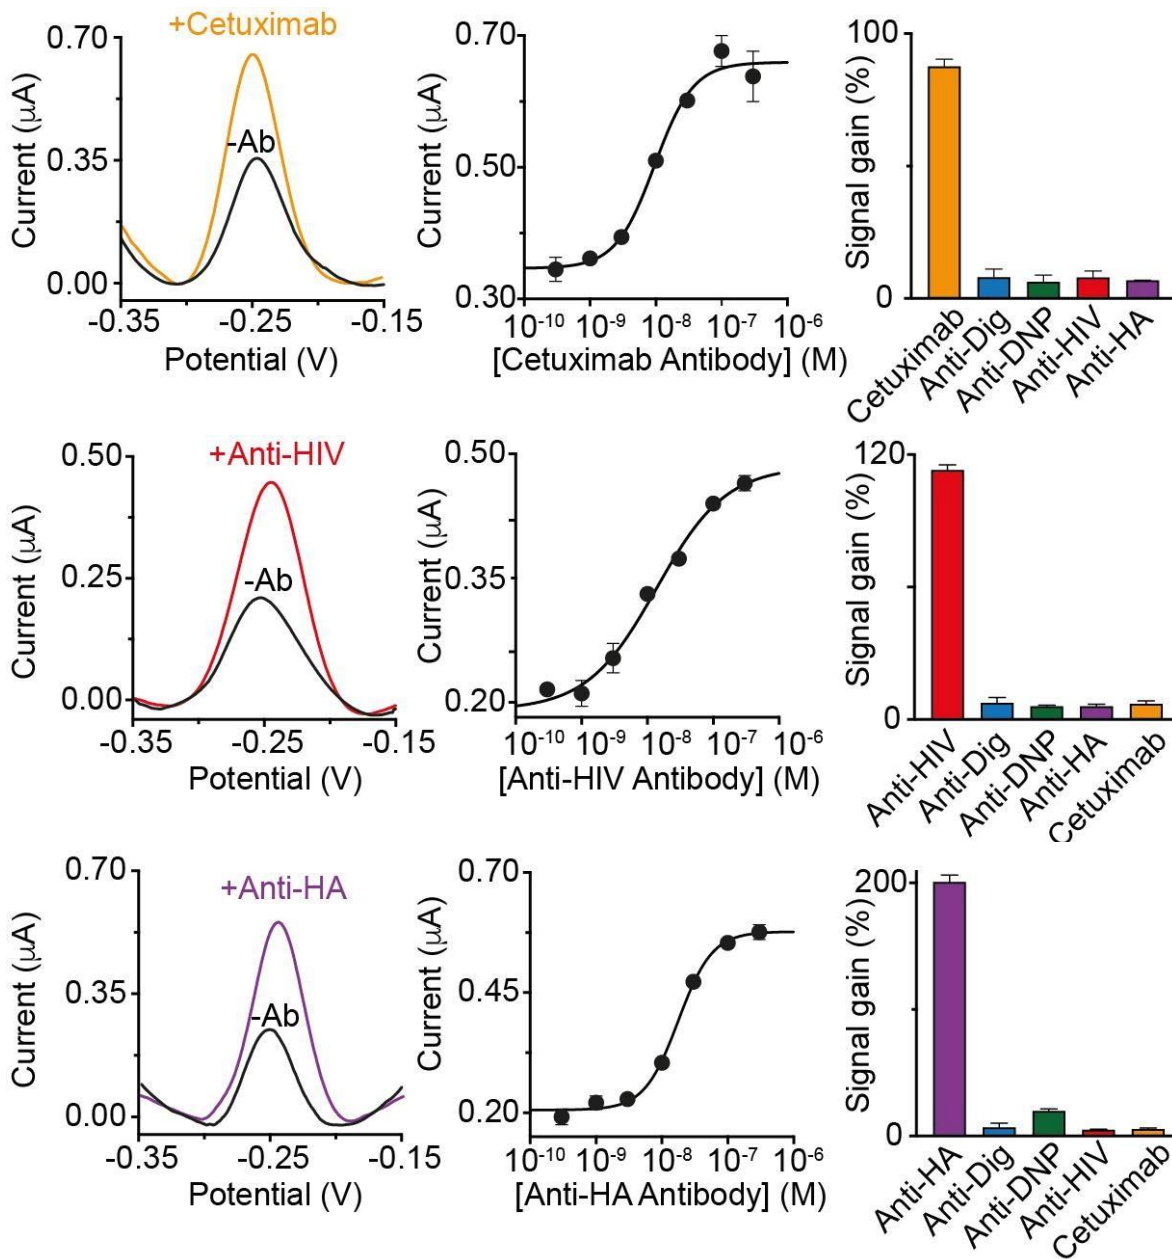 +Cetuximab
-Ab
0.70
0.35
0.00
-0.35
-0.25
-0.15
Current (μA)
Potential (V)
0.70
0.50
0.30
10⁻¹⁰ 10⁻⁹ 10⁻⁸ 10⁻⁷ 10⁻⁶
Current (μA)
[Cetuximab Antibody] (M)
100
0
Signal gain (%)
Cetuximab
Anti-Dig
Anti-DNP
Anti-HIV
Anti-HA
+Anti-HIV
-Ab
0.50
0.25
0.00
-0.35
-0.25
-0.15
Current (μA)
Potential (V)
0.50
0.35
0.20
10⁻¹⁰ 10⁻⁹ 10⁻⁸ 10⁻⁷ 10⁻⁶
Current (μA)
[Anti-HIV Antibody] (M)
120
0
Signal gain (%)
Anti-HIV
Anti-Dig
Anti-DNP
Anti-HA
Cetuximab
+Anti-HA
-Ab
0.70
0.35
0.00
-0.35
-0.25
-0.15
Current (μA)
Potential (V)
0.70
0.45
0.20
10⁻¹⁰ 10⁻⁹ 10⁻⁸ 10⁻⁷ 10⁻⁶
Current (μA)
[Anti-HA Antibody] (M)
200
0
Signal gain (%)
Anti-HA
Anti-Dig
Anti-DNP
Anti-HIV
Cetuximab